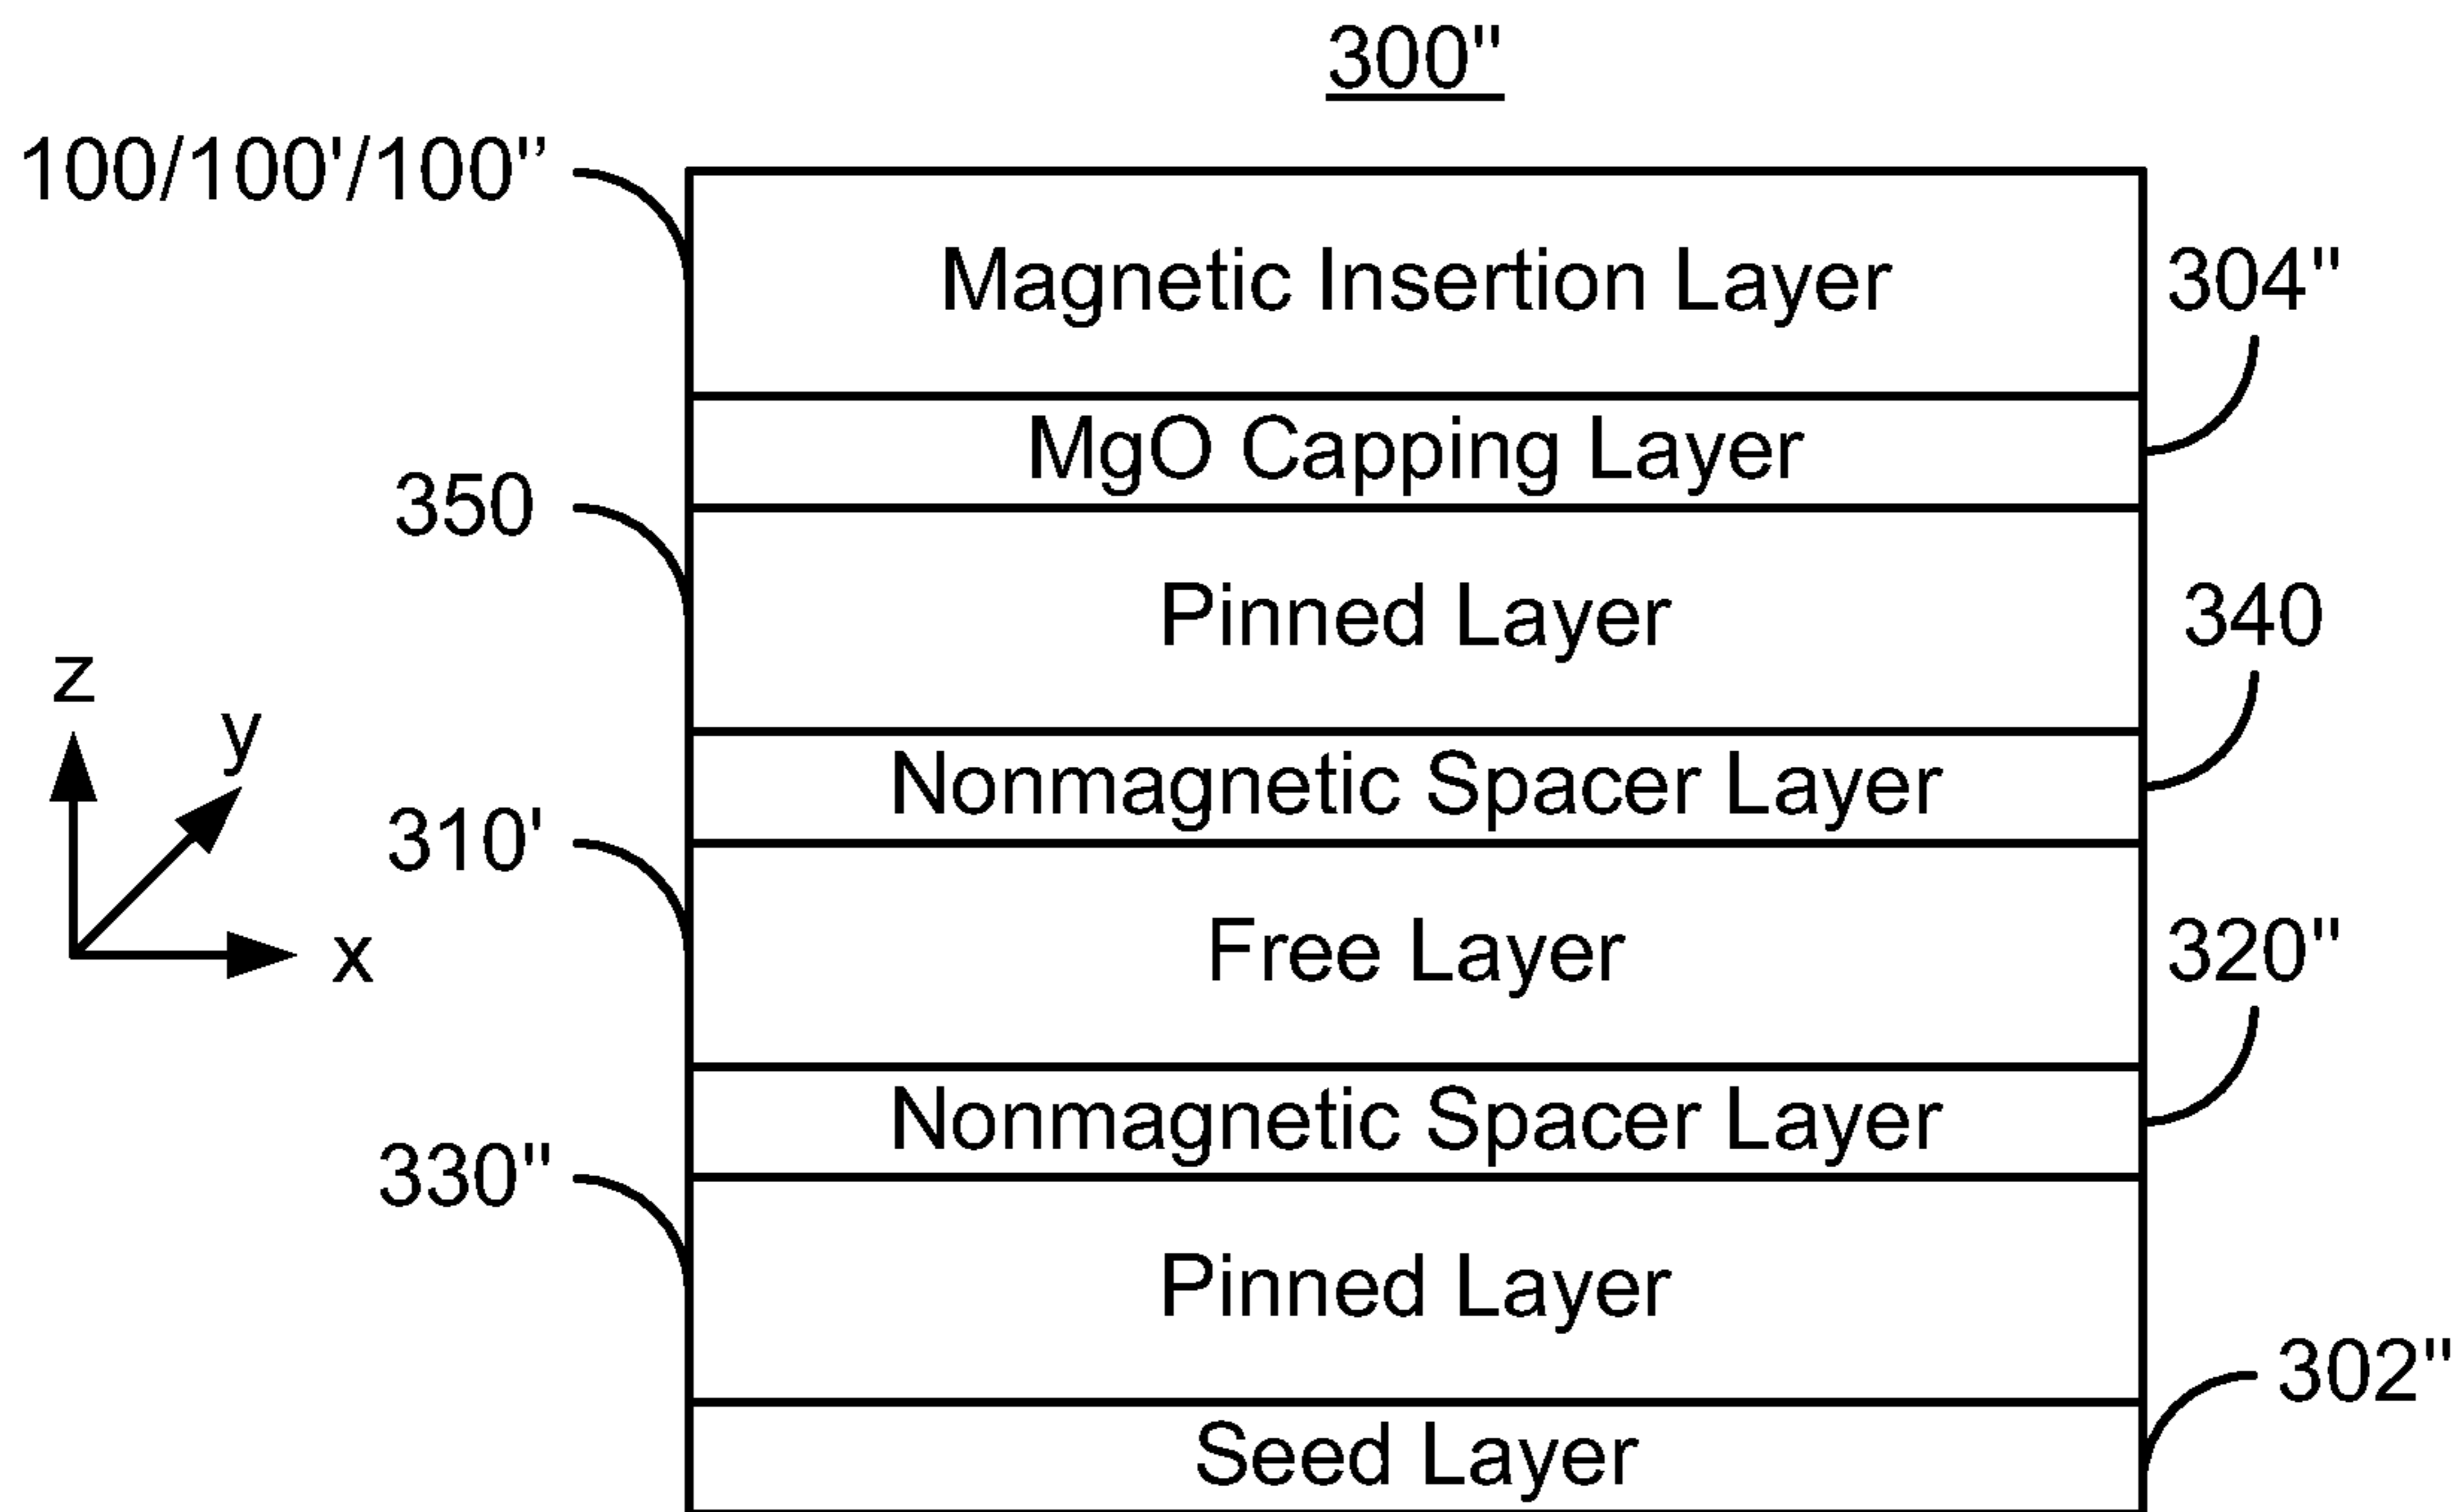 300"
100/100'/100"’
Magnetic Insertion Layer
304"
MgO Capping Layer
350
Pinned Layer
340
z
y
Nonmagnetic Spacer Layer
310'
Free Layer
320"
x
Nonmagnetic Spacer Layer
330"
Pinned Layer
302"
Seed Layer